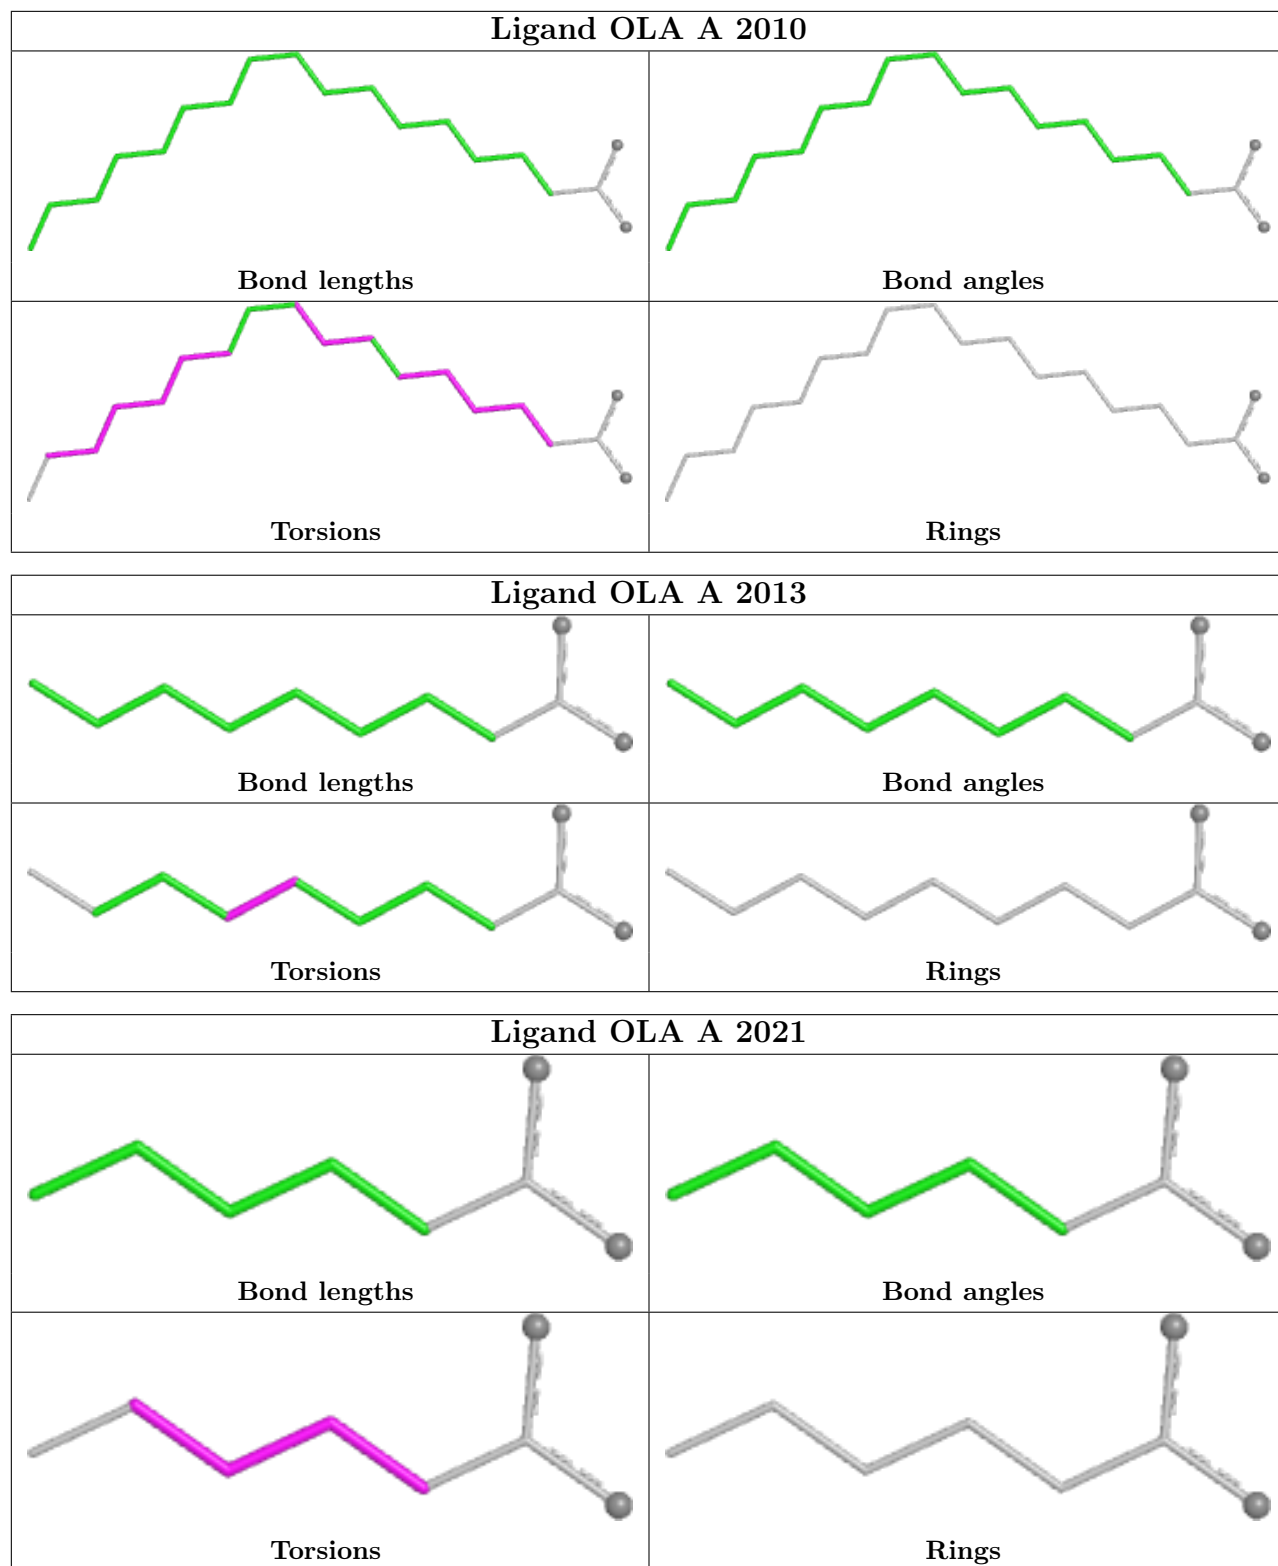 Ligand OLA A 2010
Bond lengths
Bond angles
Torsions
Rings
Ligand OLA A 2013
Bond lengths
Bond angles
Torsions
Rings
Ligand OLA A 2021
Bond lengths
Bond angles
Torsions
Rings